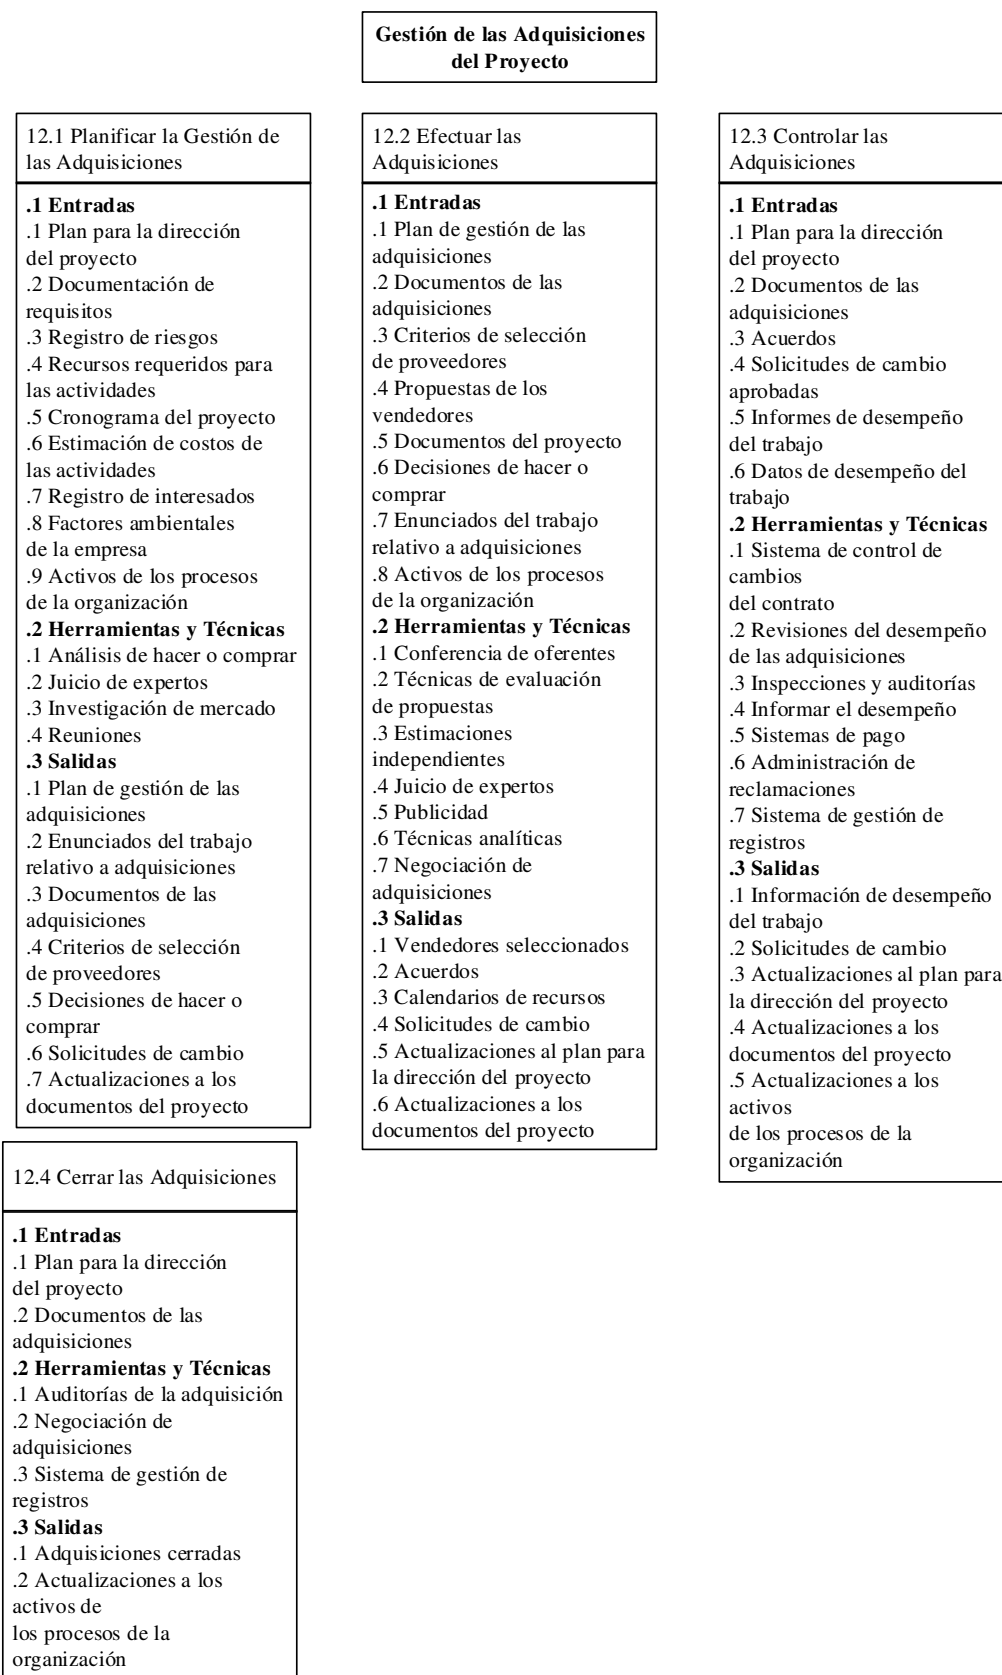 Gestión de las Adquisiciones
del Proyecto
12.1 Planificar la Gestión de
las Adquisiciones
.1 Entradas
.1 Plan para la dirección
del proyecto
.2 Documentación de
requisitos
.3 Registro de riesgos
.4 Recursos requeridos para
las actividades
.5 Cronograma del proyecto
.6 Estimación de costos de
las actividades
.7 Registro de interesados
.8 Factores ambientales
de la empresa
.9 Activos de los procesos
de la organización
.2 Herramientas y Técnicas
.1 Análisis de hacer o comprar
.2 Juicio de expertos
.3 Investigación de mercado
.4 Reuniones
.3 Salidas
.1 Plan de gestión de las
adquisiciones
.2 Enunciados del trabajo
relativo a adquisiciones
.3 Documentos de las
adquisiciones
.4 Criterios de selección
de proveedores
.5 Decisiones de hacer o
comprar
.6 Solicitudes de cambio
.7 Actualizaciones a los
documentos del proyecto
12.2 Efectuar las
Adquisiciones
.1 Entradas
.1 Plan de gestión de las
adquisiciones
.2 Documentos de las
adquisiciones
.3 Criterios de selección
de proveedores
.4 Propuestas de los
vendedores
.5 Documentos del proyecto
.6 Decisiones de hacer o
comprar
.7 Enunciados del trabajo
relativo a adquisiciones
.8 Activos de los procesos
de la organización
.2 Herramientas y Técnicas
.1 Conferencia de oferentes
.2 Técnicas de evaluación
de propuestas
.3 Estimaciones
independientes
.4 Juicio de expertos
.5 Publicidad
.6 Técnicas analíticas
.7 Negociación de
adquisiciones
.3 Salidas
.1 Vendedores seleccionados
.2 Acuerdos
.3 Calendarios de recursos
.4 Solicitudes de cambio
.5 Actualizaciones al plan para
la dirección del proyecto
.6 Actualizaciones a los
documentos del proyecto
12.3 Controlar las
Adquisiciones
.1 Entradas
.1 Plan para la dirección
del proyecto
.2 Documentos de las
adquisiciones
.3 Acuerdos
.4 Solicitudes de cambio
aprobadas
.5 Informes de desempeño
del trabajo
.6 Datos de desempeño del
trabajo
.2 Herramientas y Técnicas
.1 Sistema de control de
cambios
del contrato
.2 Revisiones del desempeño
de las adquisiciones
.3 Inspecciones y auditorías
.4 Informar el desempeño
.5 Sistemas de pago
.6 Administración de
reclamaciones
.7 Sistema de gestión de
registros
.3 Salidas
.1 Información de desempeño
del trabajo
.2 Solicitudes de cambio
.3 Actualizaciones al plan para
la dirección del proyecto
.4 Actualizaciones a los
documentos del proyecto
.5 Actualizaciones a los
activos
de los procesos de la
organización
12.4 Cerrar las Adquisiciones
.1 Entradas
.1 Plan para la dirección
del proyecto
.2 Documentos de las
adquisiciones
.2 Herramientas y Técnicas
.1 Auditorías de la adquisición
.2 Negociación de
adquisiciones
.3 Sistema de gestión de
registros
.3 Salidas
.1 Adquisiciones cerradas
.2 Actualizaciones a los
activos de
los procesos de la
organización